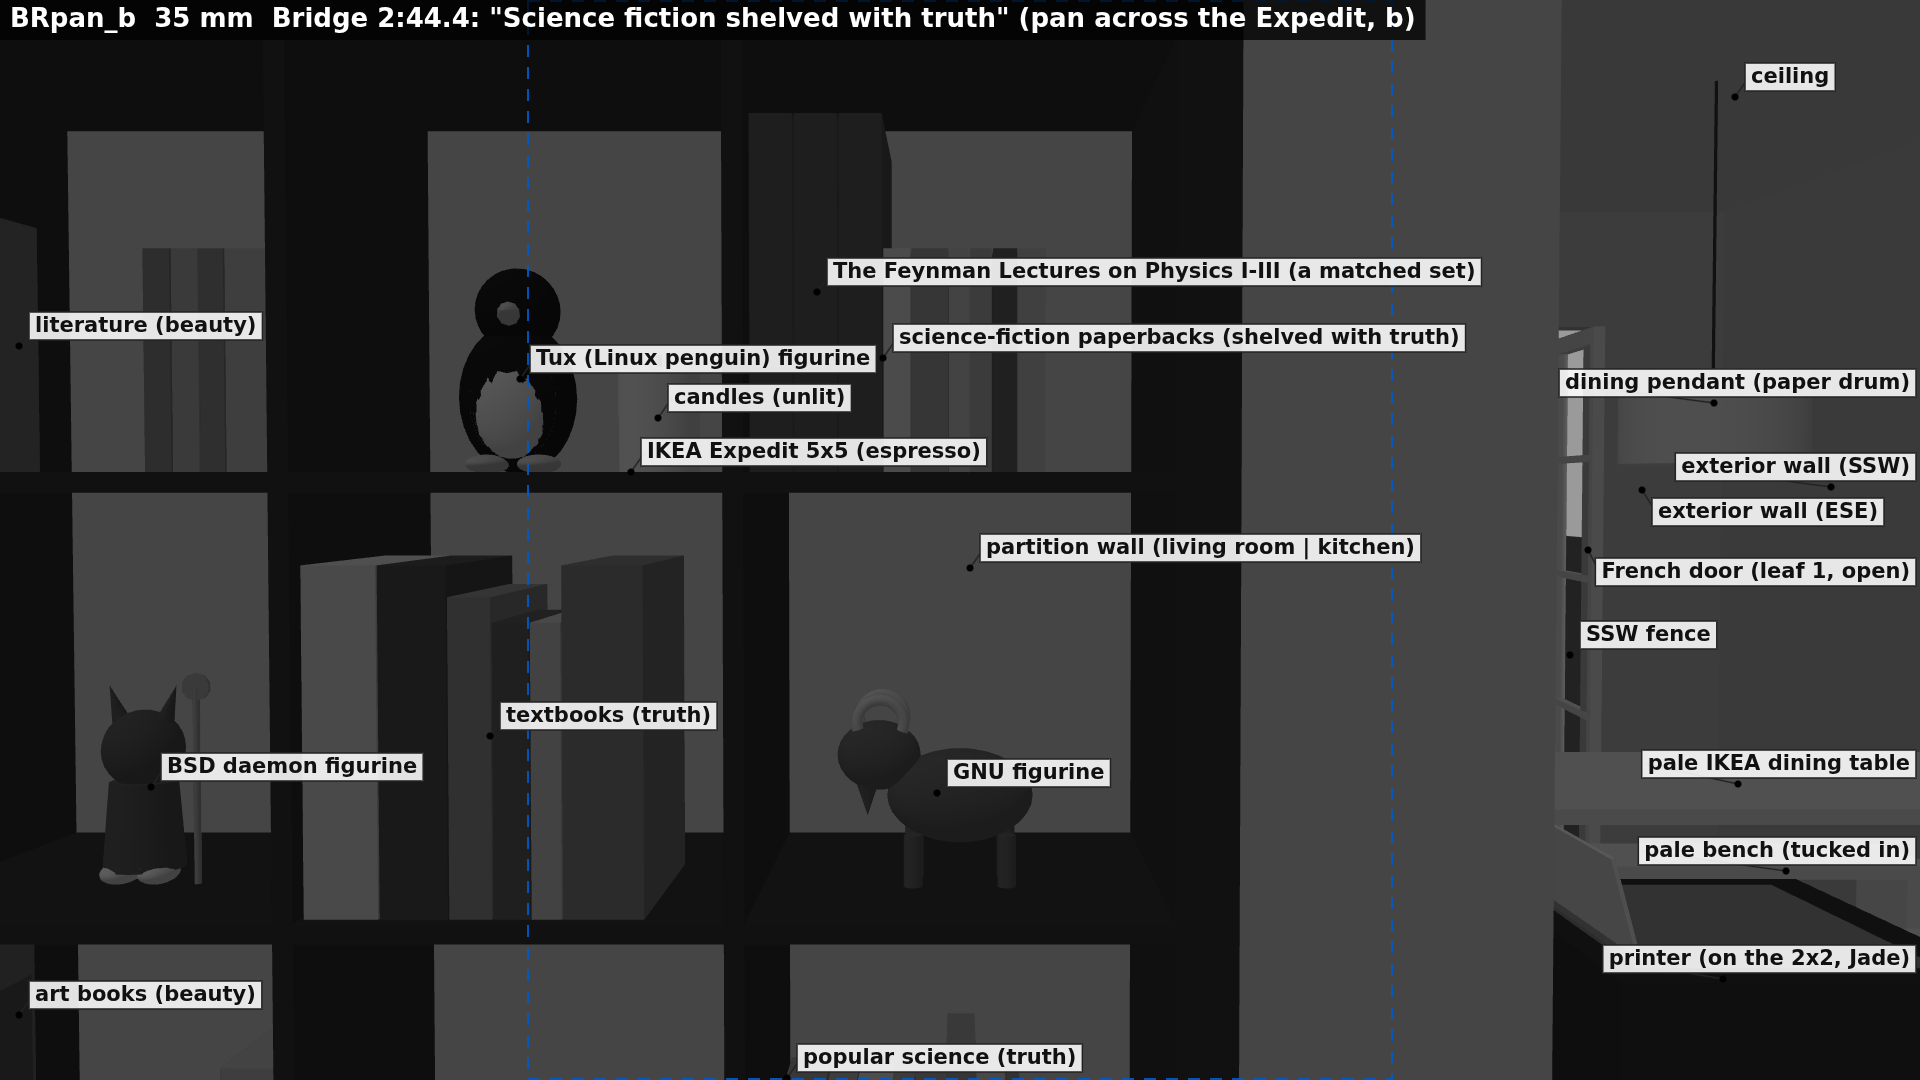 BRpan_b  35 mm  Bridge 2:44.4: "Science fiction shelved with truth" (pan across the Expedit, b)
ceiling
The Feynman Lectures on Physics I-III (a matched set)
literature (beauty)
science-fiction paperbacks (shelved with truth)
Tux (Linux penguin) figurine
dining pendant (paper drum)
candles (unlit)
IKEA Expedit 5x5 (espresso)
exterior wall (SSW)
exterior wall (ESE)
partition wall (living room | kitchen)
French door (leaf 1, open)
SSW fence
textbooks (truth)
BSD daemon figurine
GNU figurine
pale IKEA dining table
pale bench (tucked in)
printer (on the 2x2, Jade)
art books (beauty)
popular science (truth)